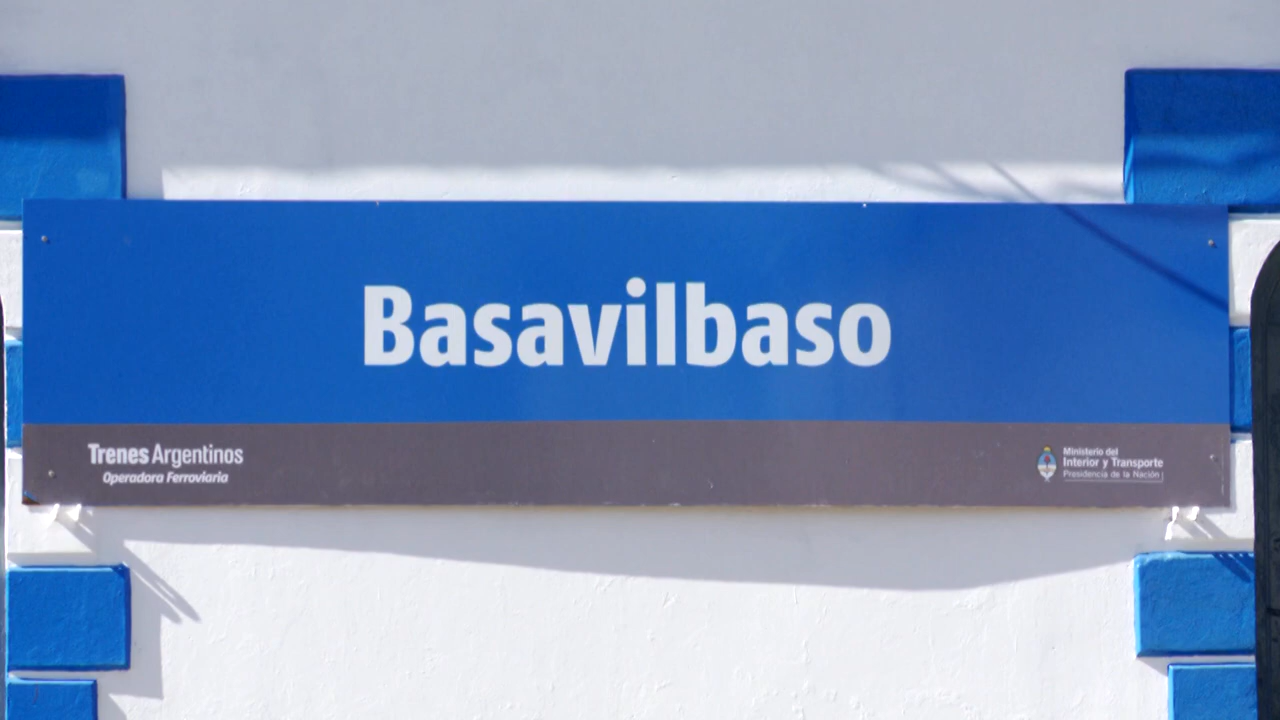 Basavilbaso
Trenes Argentinos
Operadora Ferroviaria
Ministerio del
Interior y Transporte
Presidencia de la Nación